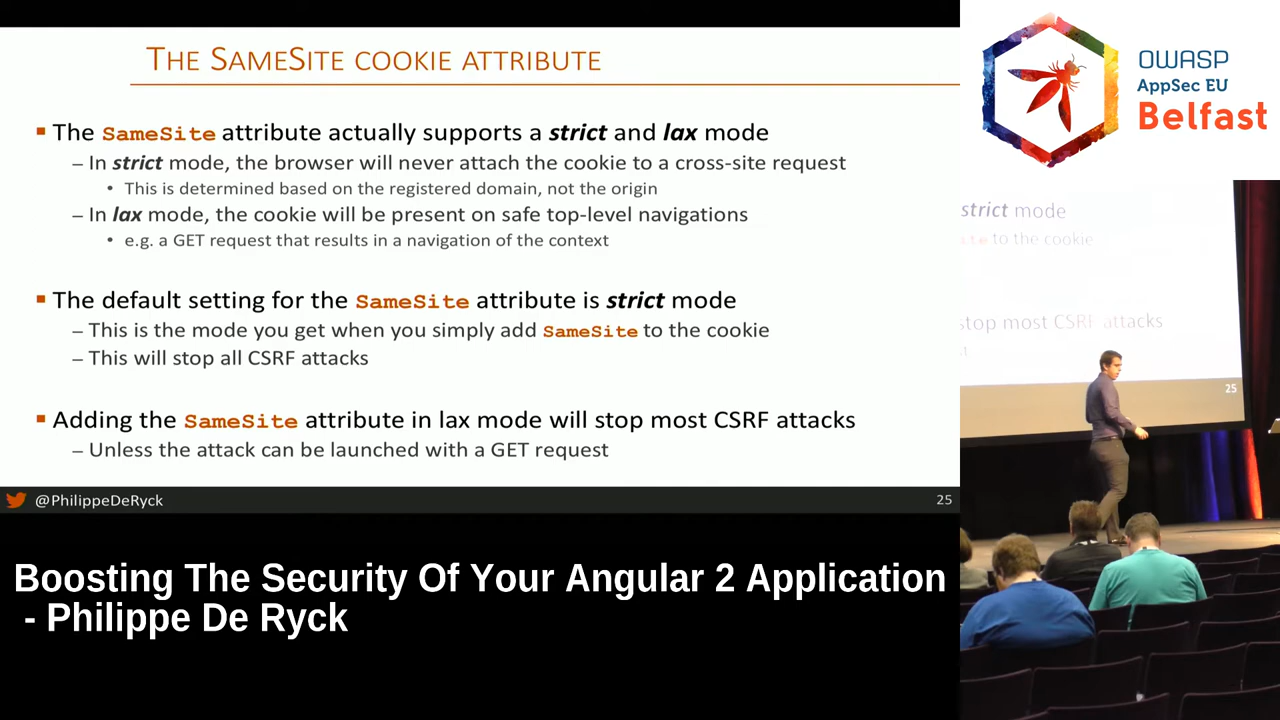 THE SAMESITE COOKIE ATTRIBUTE
▪ The SameSite attribute actually supports a strict and lax mode
– In strict mode, the browser will never attach the cookie to a cross-site request
• This is determined based on the registered domain, not the origin
– In lax mode, the cookie will be present on safe top-level navigations
• e.g. a GET request that results in a navigation of the context
▪ The default setting for the SameSite attribute is strict mode
– This is the mode you get when you simply add SameSite to the cookie
– This will stop all CSRF attacks
▪ Adding the SameSite attribute in lax mode will stop most CSRF attacks
– Unless the attack can be launched with a GET request
@PhilippeDeRyck
25
OWASP
AppSec EU
Belfast
strict mode
to the cookie
stop most CSRF attacks
25
Boosting The Security Of Your Angular 2 Application
- Philippe De Ryck